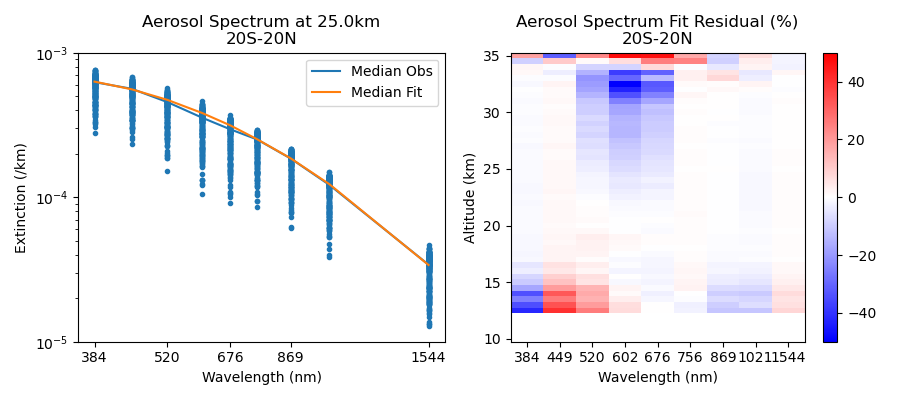 Aerosol Spectrum at 25.0km
20S-20N
10⁻³
10⁻⁴
10⁻⁵
Extinction (/km)
Median Obs
Median Fit
384 520 676 869 1544
Wavelength (nm)
Aerosol Spectrum Fit Residual (%)
20S-20N
35
30
25
20
15
10
Altitude (km)
384 449 520 602 676 756 869 1021 1544
Wavelength (nm)
40
20
0
−20
−40